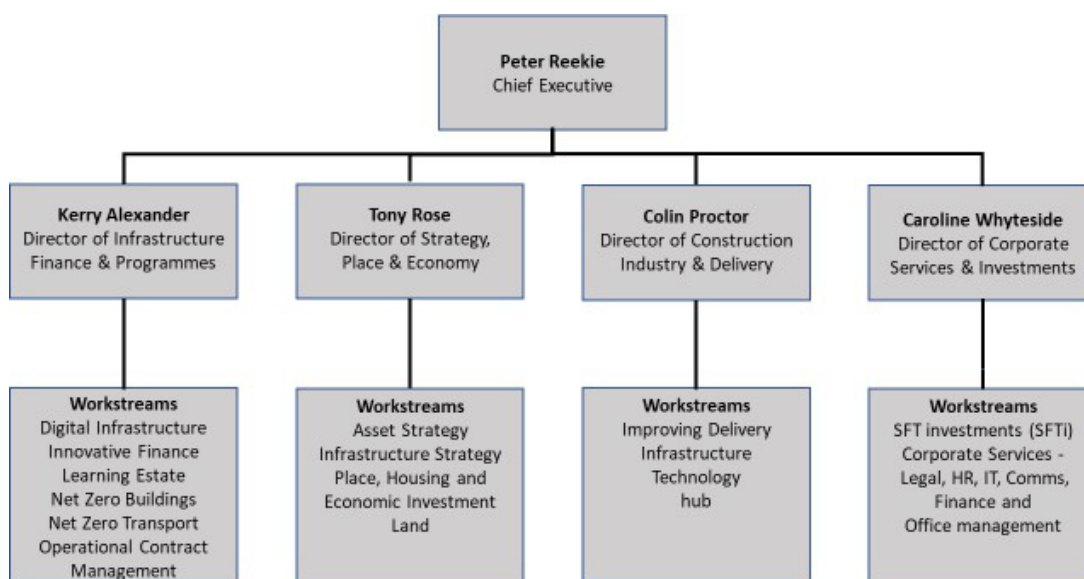 Peter Reekie
Chief Executive
Kerry Alexander
Director of Infrastructure
Finance & Programmes
Tony Rose
Director of Strategy,
Place & Economy
Colin Proctor
Director of Construction
Industry & Delivery
Caroline Whyteside
Director of Corporate
Services & Investments
Workstreams
Digital Infrastructure
Innovative Finance
Learning Estate
Net Zero Buildings
Net Zero Transport
Operational Contract
Management
Workstreams
Asset Strategy
Infrastructure Strategy
Place, Housing and
Economic Investment
Land
Workstreams
Improving Delivery
Infrastructure
Technology
hub
Workstreams
SFT investments (SFTi)
Corporate Services -
Legal, HR, IT, Comms,
Finance and
Office management